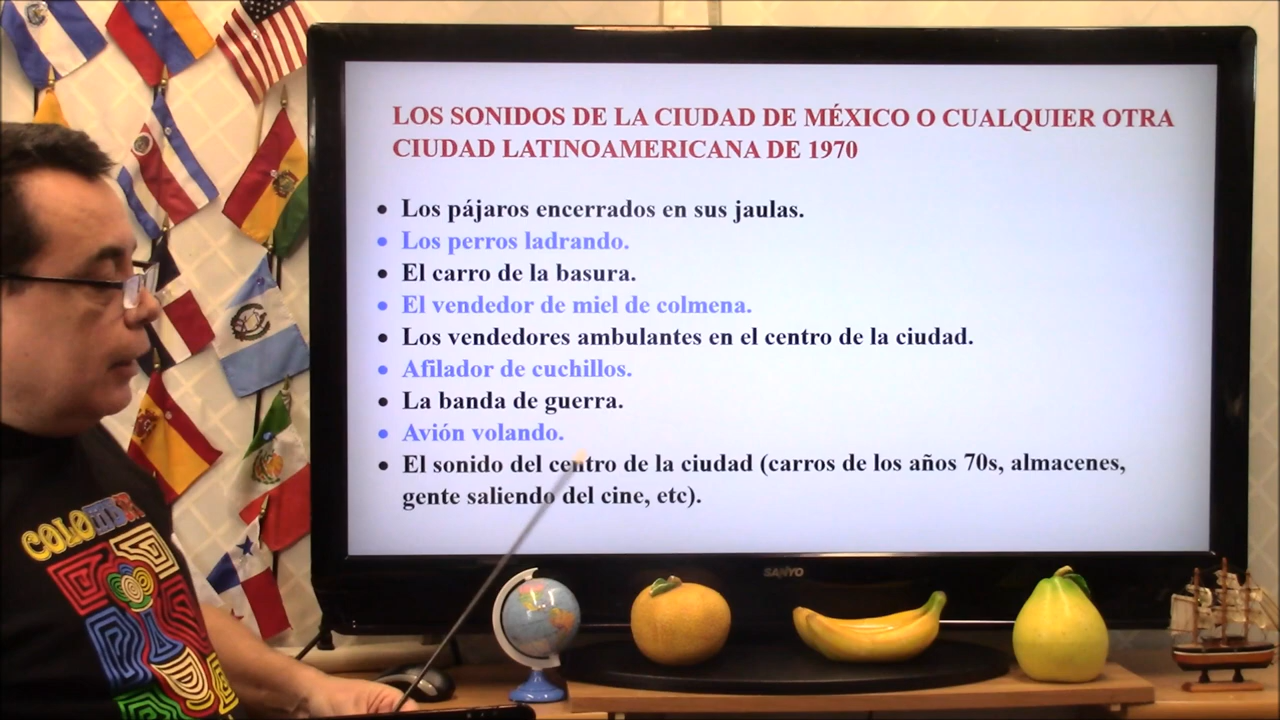 LOS SONIDOS DE LA CIUDAD DE MÉXICO O CUALQUIER OTRA
CIUDAD LATINOAMERICANA DE 1970
• Los pájaros encerrados en sus jaulas.
• Los perros ladrando.
• El carro de la basura.
• El vendedor de miel de colmena.
• Los vendedores ambulantes en el centro de la ciudad.
• Afilador de cuchillos.
• La banda de guerra.
• Avión volando.
• El sonido del centro de la ciudad (carros de los años 70s, almacenes,
gente saliendo del cine, etc).
SANYO
COLOMBIA